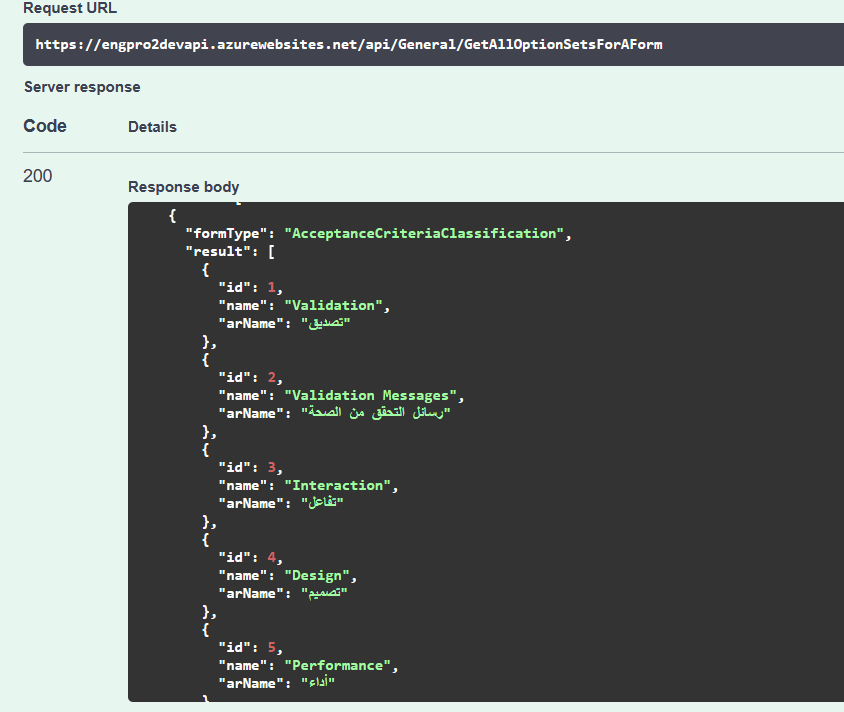 Request URL
https://engpro2devapi.azurewebsites.net/api/General/GetAllOptionSetsForAForm
Server response
Code Details
200
Response body
{
"formType": "AcceptanceCriteriaClassification",
"result": [
{
"id": 1,
"name": "Validation",
"arName": "تصديق"
},
{
"id": 2,
"name": "Validation Messages",
"arName": "رسائل التحقق من الصحة"
},
{
"id": 3,
"name": "Interaction",
"arName": "تفاعل"
},
{
"id": 4,
"name": "Design",
"arName": "تصميم"
},
{
"id": 5,
"name": "Performance",
"arName": "أداء"
}